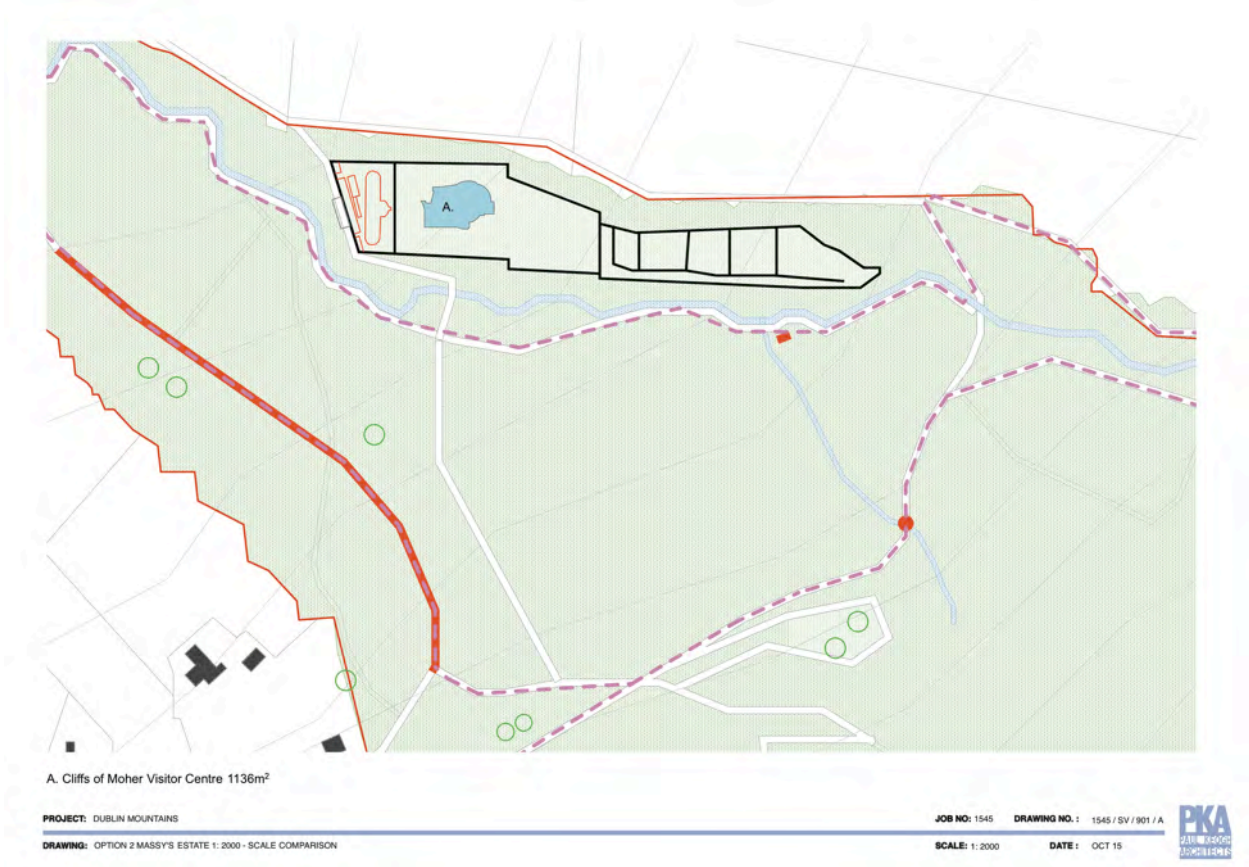 A.
A. Cliffs of Moher Visitor Centre 1136m²
PROJECT: DUBLIN MOUNTAINS
JOB NO: 1545 DRAWING NO. : 1545 / SV / 901 / A
DRAWING: OPTION 2 MASSY'S ESTATE 1: 2000 - SCALE COMPARISON
SCALE: 1: 2000 DATE : OCT 15
PKA
PAUL KEOGH
ARCHITECTS